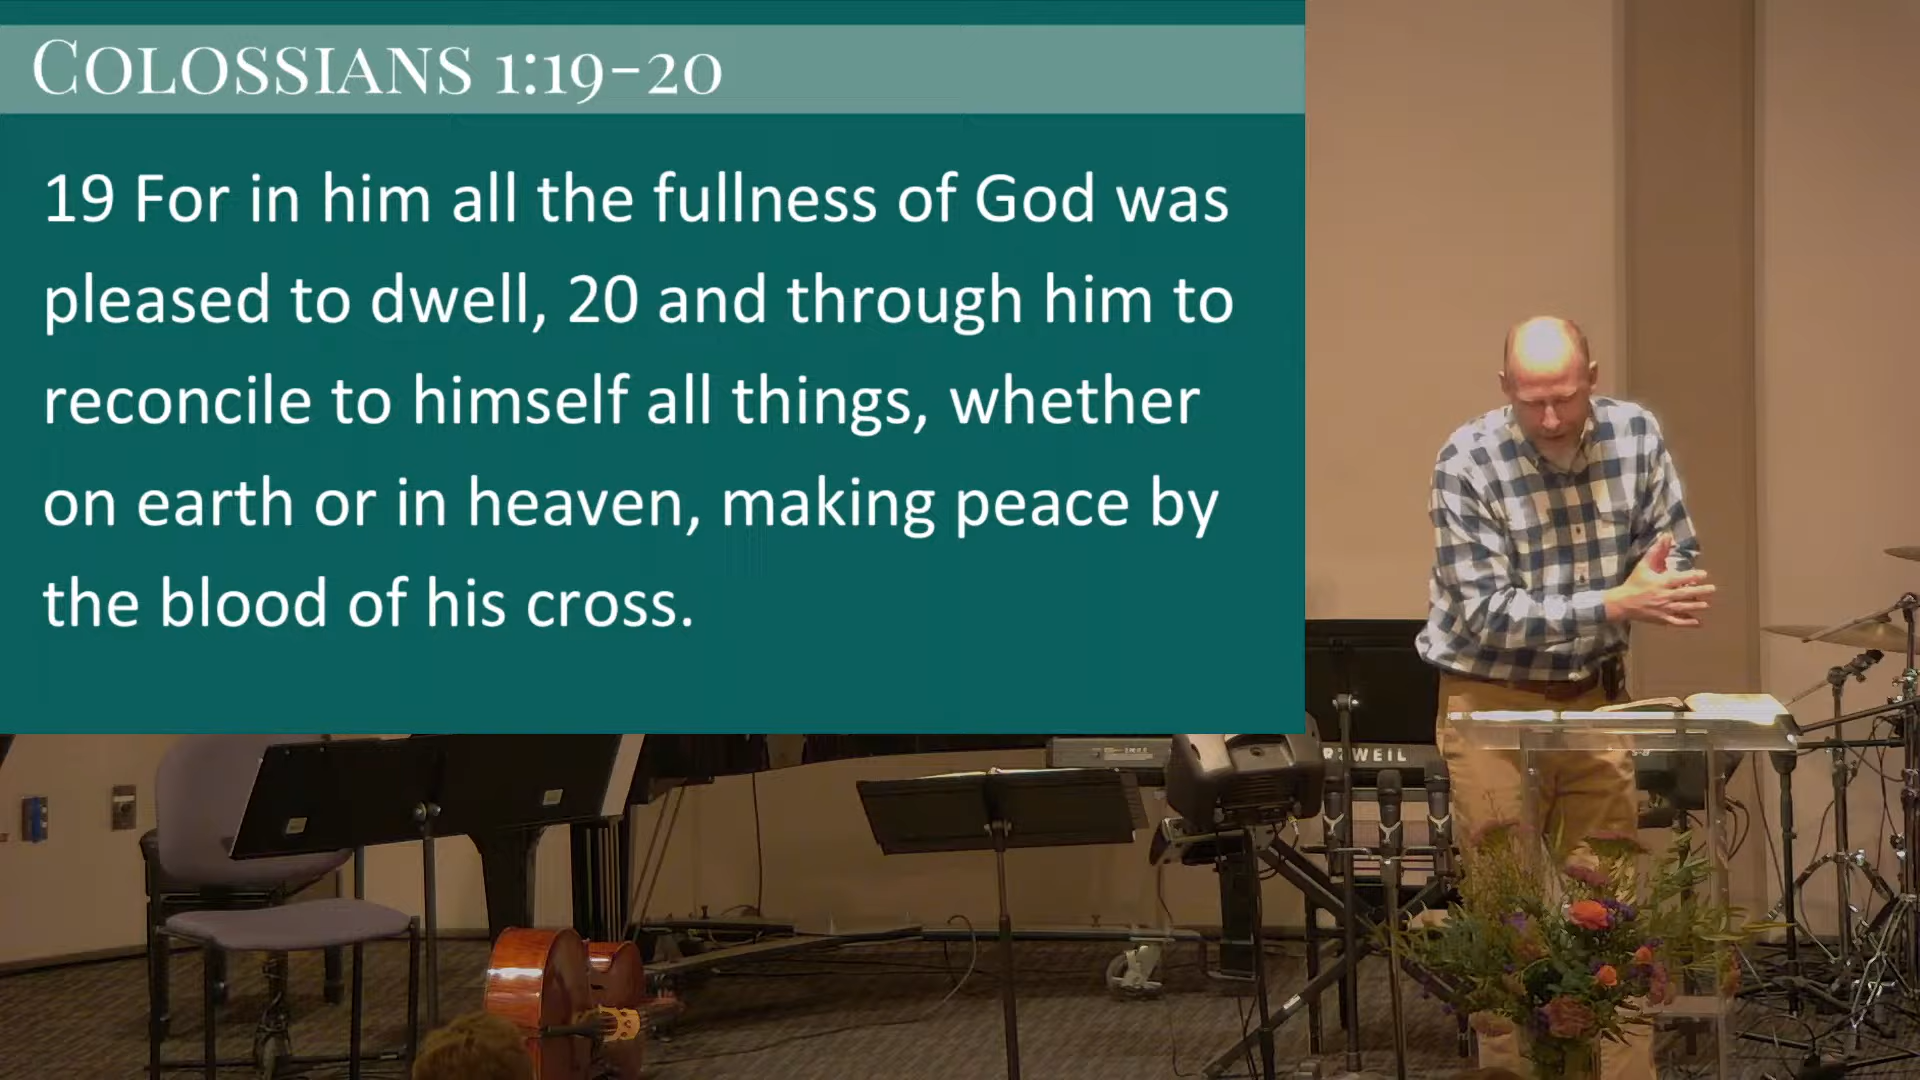 COLOSSIANS 1:19-20
19 For in him all the fullness of God was
pleased to dwell, 20 and through him to
reconcile to himself all things, whether
on earth or in heaven, making peace by
the blood of his cross.
RZWEIL